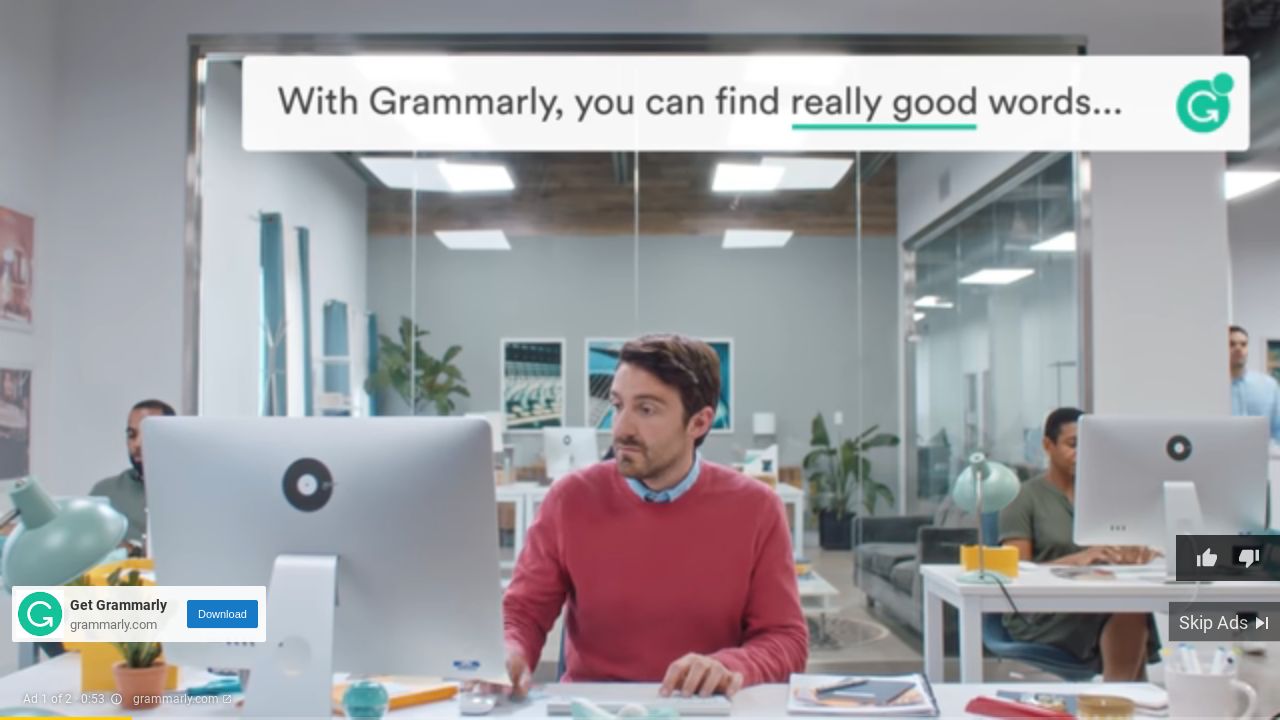 With Grammarly, you can find really good words...
Get Grammarly
grammarly.com
Download
Skip Ads
Ad 1 of 2 · 0:53
grammarly.com